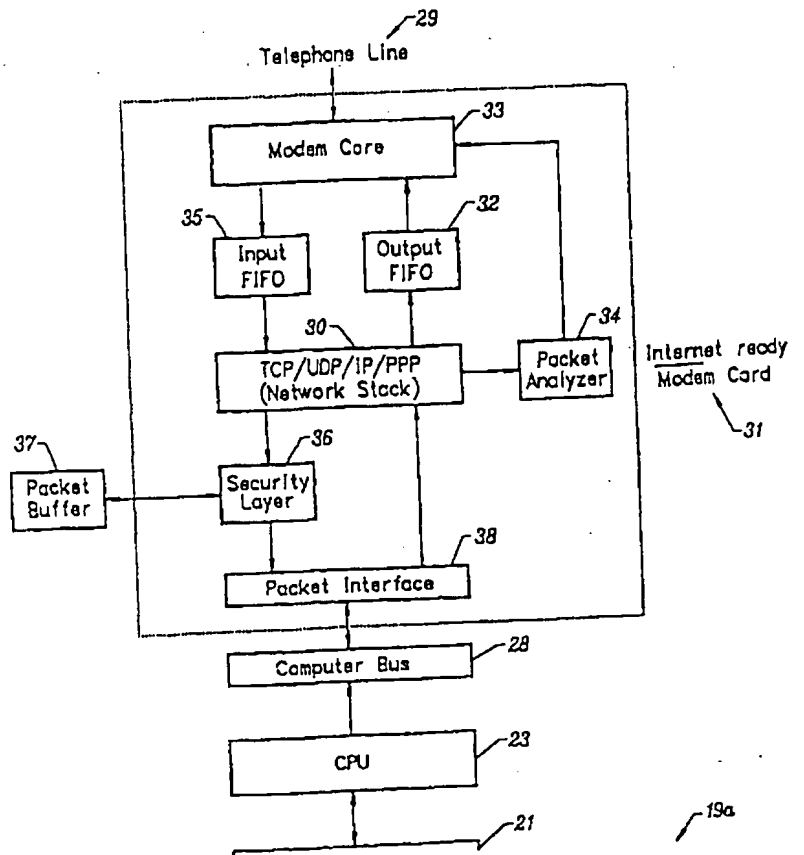 29
Telephone Line
33
Modem Core
35
Input
FIFO
32
Output
FIFO
30
TCP/UDP/IP/PPP
(Network Stack)
34
Packet
Analyzer
Internet ready
Modem Card
31
37
Packet
Buffer
36
Security
Layer
38
Packet Interface
Computer Bus
28
CPU
23
21
19a